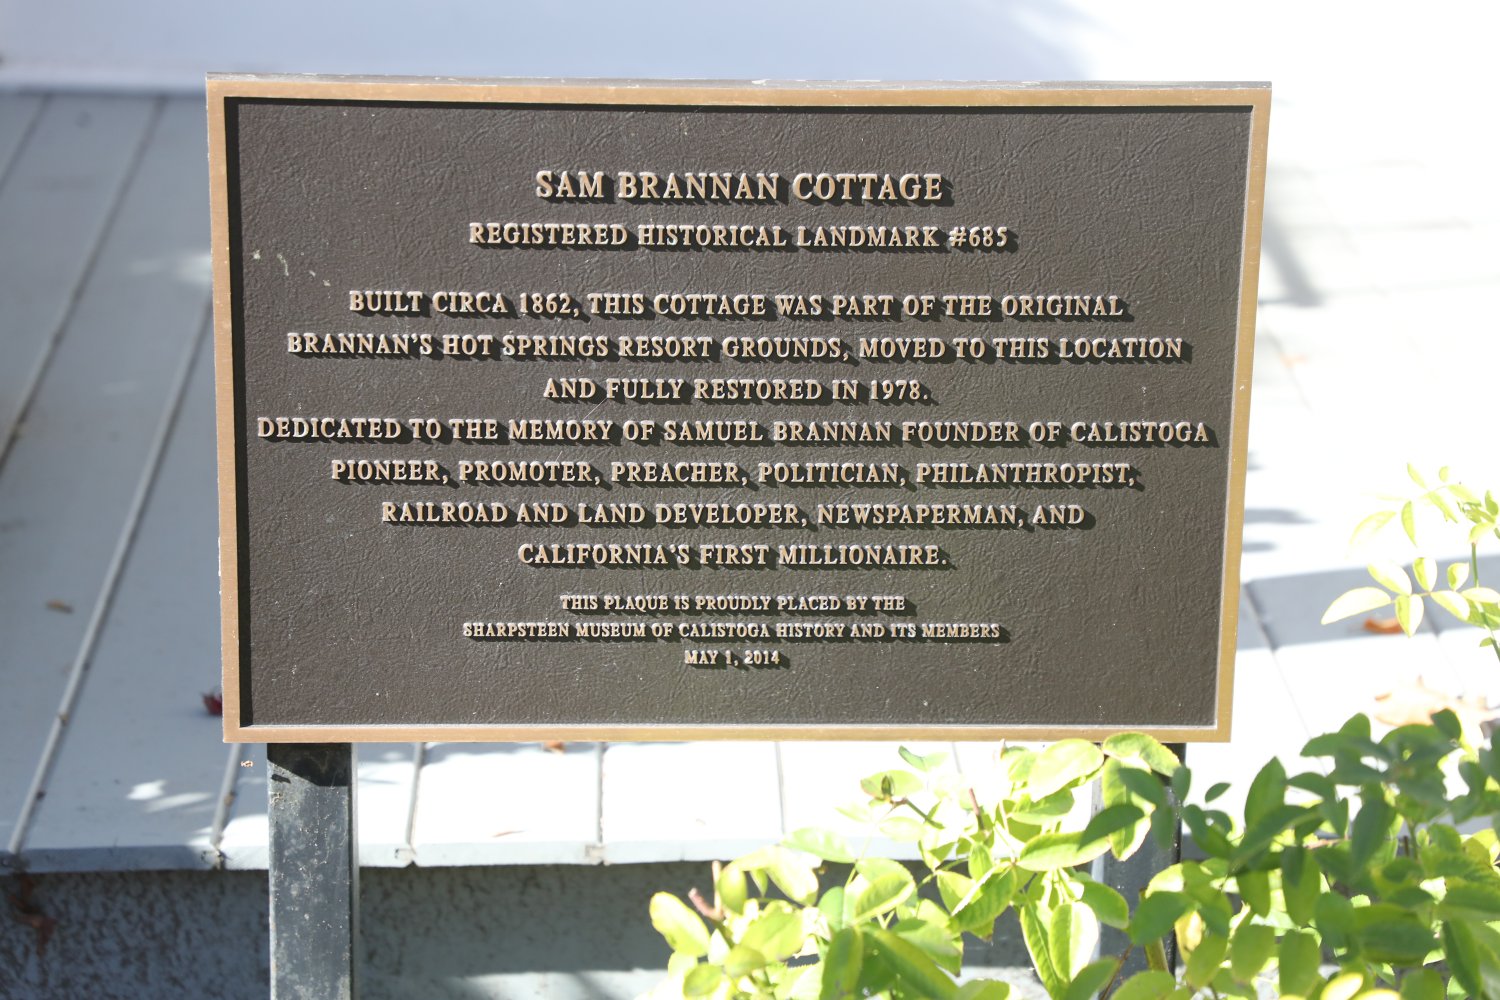 SAM BRANNAN COTTAGE
REGISTERED HISTORICAL LANDMARK #685
BUILT CIRCA 1862, THIS COTTAGE WAS PART OF THE ORIGINAL
BRANNAN'S HOT SPRINGS RESORT GROUNDS, MOVED TO THIS LOCATION
AND FULLY RESTORED IN 1978.
DEDICATED TO THE MEMORY OF SAMUEL BRANNAN FOUNDER OF CALISTOGA
PIONEER, PROMOTER, PREACHER, POLITICIAN, PHILANTHROPIST,
RAILROAD AND LAND DEVELOPER, NEWSPAPERMAN, AND
CALIFORNIA'S FIRST MILLIONAIRE.
THIS PLAQUE IS PROUDLY PLACED BY THE
SHARPSTEEN MUSEUM OF CALISTOGA HISTORY AND ITS MEMBERS
MAY 1, 2014